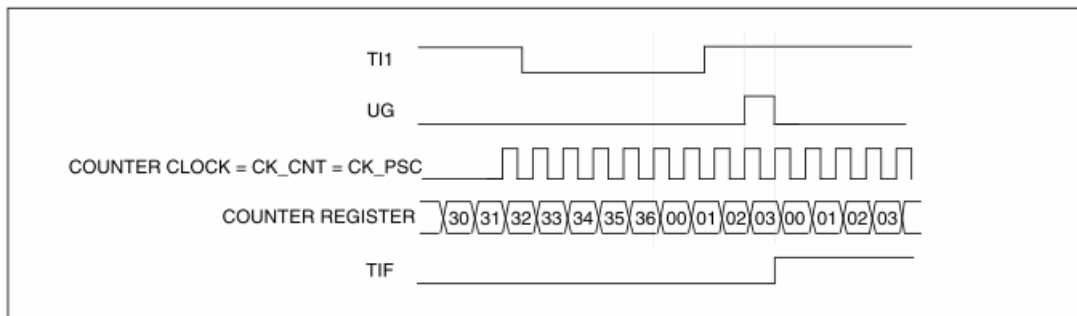 TI1
UG
COUNTER CLOCK = CK_CNT = CK_PSC
COUNTER REGISTER 30 31 32 33 34 35 36 00 01 02 03 00 01 02 03
TIF